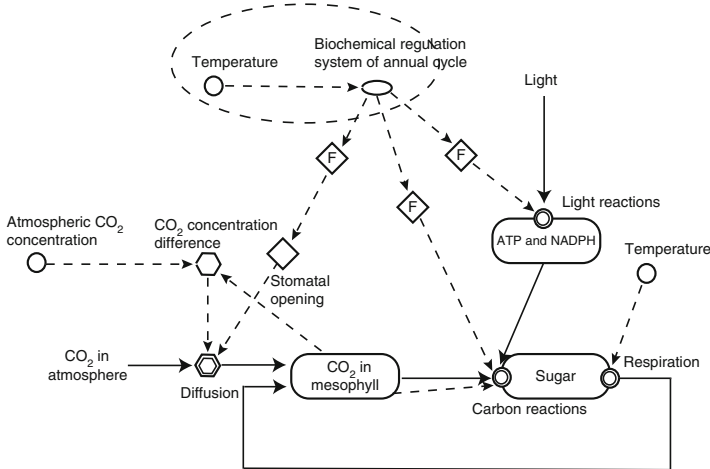 Temperature
Biochemical regulation
system of annual cycle
Light
F
F
F
Light reactions
Atmospheric CO₂
concentration
CO₂ concentration
difference
ATP and NADPH
Temperature
Stomatal
opening
CO₂ in
atmosphere
Diffusion
CO₂ in
mesophyll
Sugar
Respiration
Carbon reactions